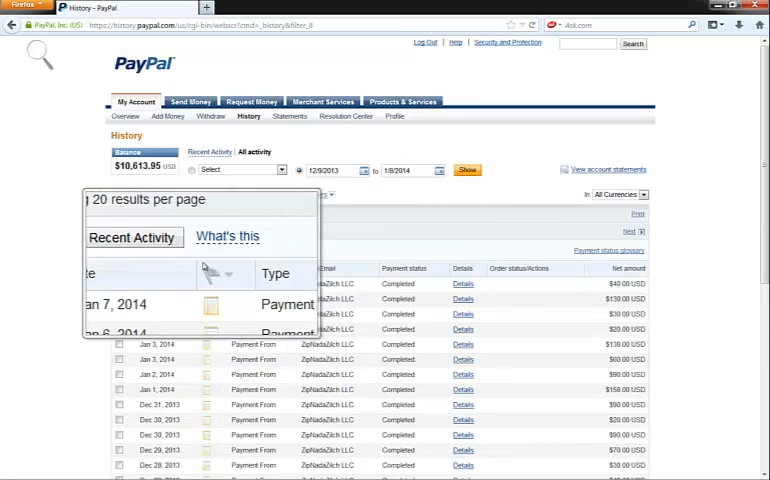 Firefox
History - PayPal
PayPal, Inc. (US)
https://history.paypal.com/us/cgi-bin/webscr?cmd=_history&filter_8
Ask.com
Log Out Help Security and Protection
Search
PayPal
My Account Send Money Request Money Merchant Services Products & Services
Overview Add Money Withdraw History Statements Resolution Center Profile
History
Balance
$10,613.95 USD
Recent Activity All activity
Select 12/9/2013 to 1/8/2014 Show
View account statements
In All Currencies
20 results per page
Print
Recent Activity What's this
Next
Payment status glossary
Type
Email Payment status Details Order status/Actions Net amount
Jan 7, 2014 Payment
ZipNadaZilch LLC Completed Details $40.00 USD
ZipNadaZilch LLC Completed Details $130.00 USD
ZipNadaZilch LLC Completed Details $30.00 USD
ZipNadaZilch LLC Completed Details $20.00 USD
Jan 3, 2014 Payment From ZipNadaZilch LLC Completed Details $138.00 USD
Jan 3, 2014 Payment From ZipNadaZilch LLC Completed Details $60.00 USD
Jan 2, 2014 Payment From ZipNadaZilch LLC Completed Details $90.00 USD
Jan 1, 2014 Payment From ZipNadaZilch LLC Completed Details $158.00 USD
Dec 31, 2013 Payment From ZipNadaZilch LLC Completed Details $90.00 USD
Dec 30, 2013 Payment From ZipNadaZilch LLC Completed Details $20.00 USD
Dec 30, 2013 Payment From ZipNadaZilch LLC Completed Details $90.00 USD
Dec 29, 2013 Payment From ZipNadaZilch LLC Completed Details $70.00 USD
Dec 28, 2013 Payment From ZipNadaZilch LLC Completed Details $30.00 USD